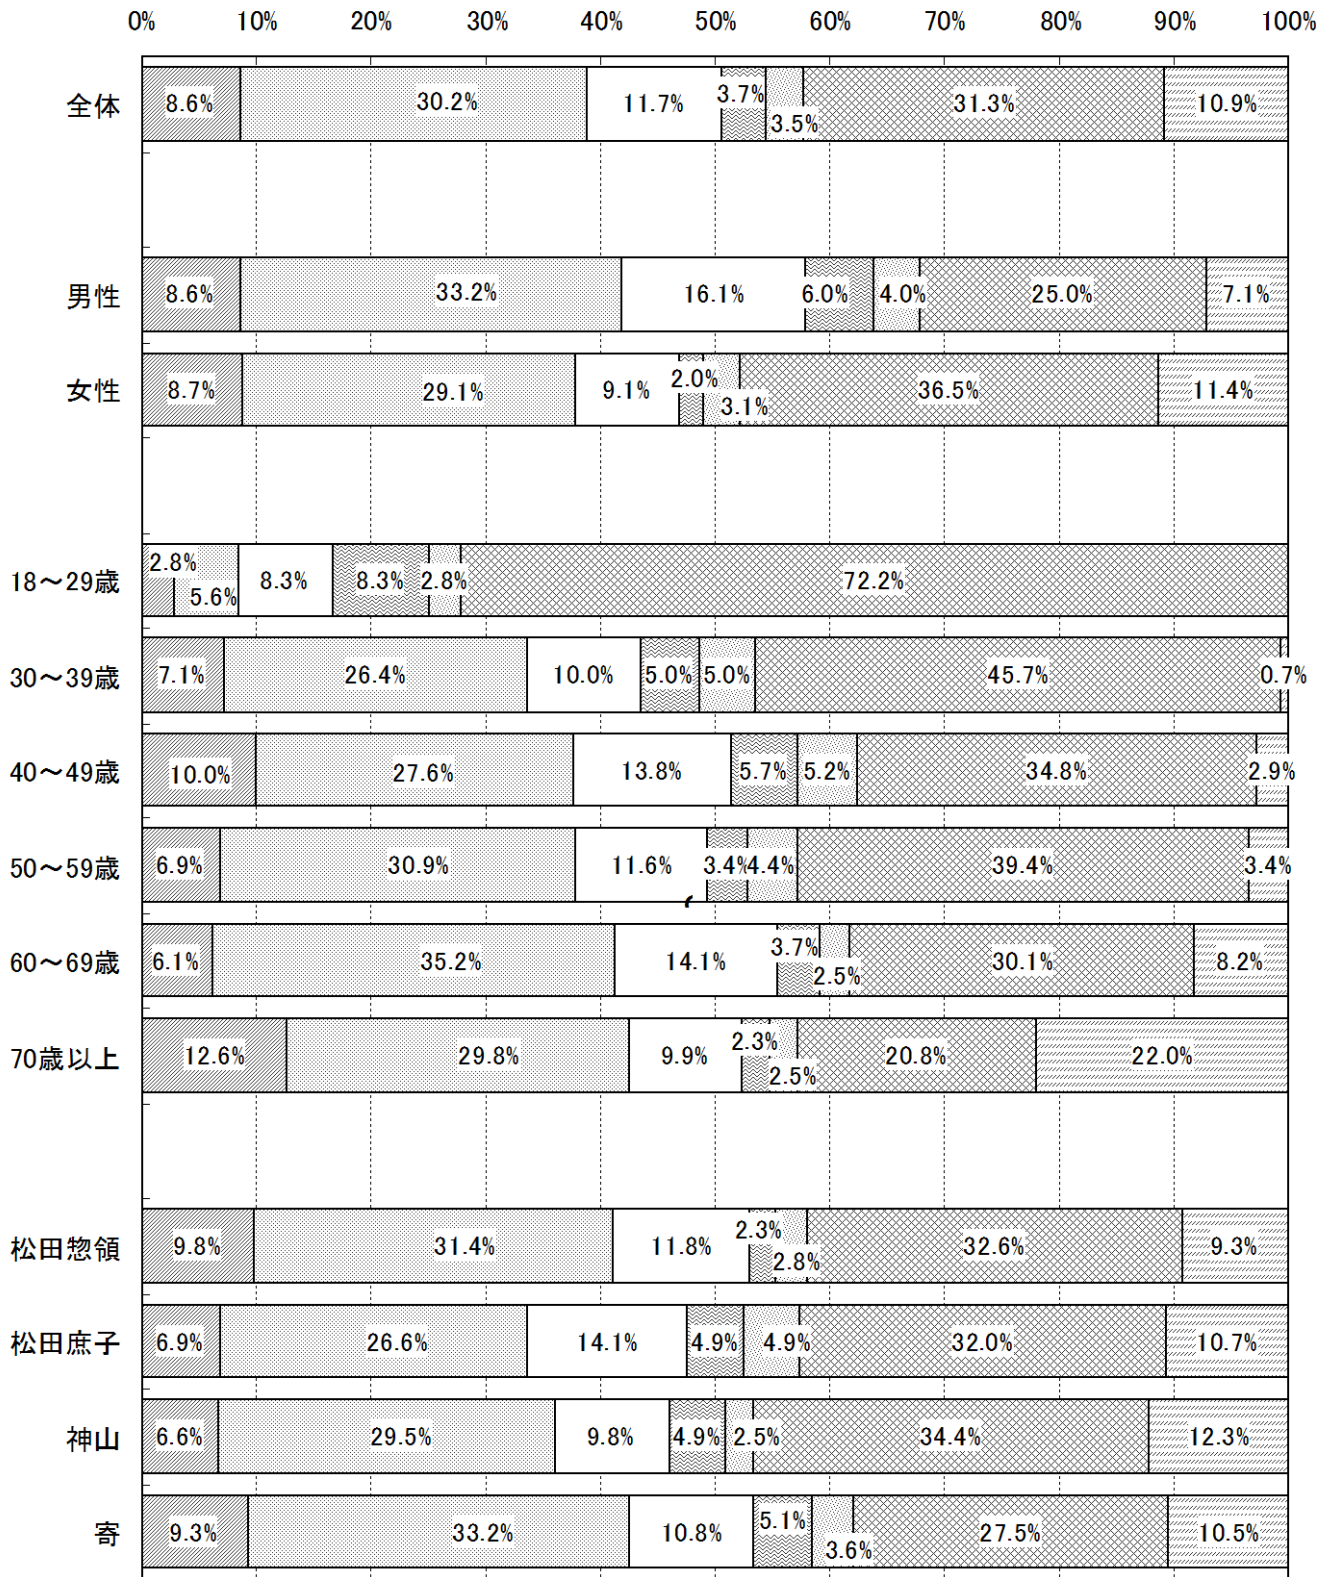 0% 10% 20% 30% 40% 50% 60% 70% 80% 90% 100%
全体 8.6% 30.2% 11.7% 3.7% 3.5% 31.3% 10.9%
男性 8.6% 33.2% 16.1% 6.0% 4.0% 25.0% 7.1%
女性 8.7% 29.1% 9.1% 2.0% 3.1% 36.5% 11.4%
18～29歳 2.8% 5.6% 8.3% 8.3% 2.8% 72.2%
30～39歳 7.1% 26.4% 10.0% 5.0% 5.0% 45.7% 0.7%
40～49歳 10.0% 27.6% 13.8% 5.7% 5.2% 34.8% 2.9%
50～59歳 6.9% 30.9% 11.6% 3.4% 4.4% 39.4% 3.4%
60～69歳 6.1% 35.2% 14.1% 3.7% 2.5% 30.1% 8.2%
70歳以上 12.6% 29.8% 9.9% 2.3% 2.5% 20.8% 22.0%
松田惣領 9.8% 31.4% 11.8% 2.3% 2.8% 32.6% 9.3%
松田庶子 6.9% 26.6% 14.1% 4.9% 4.9% 32.0% 10.7%
神山 6.6% 29.5% 9.8% 4.9% 2.5% 34.4% 12.3%
寄 9.3% 33.2% 10.8% 5.1% 3.6% 27.5% 10.5%